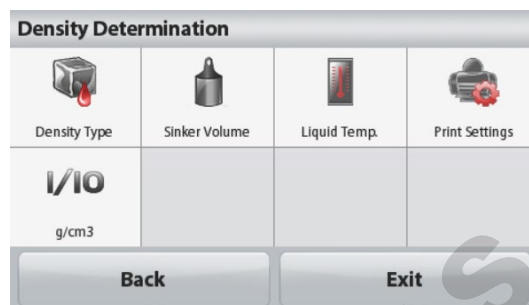 Density Determination
Density Type Sinker Volume Liquid Temp. Print Settings
I/IO
g/cm3
Back Exit
S